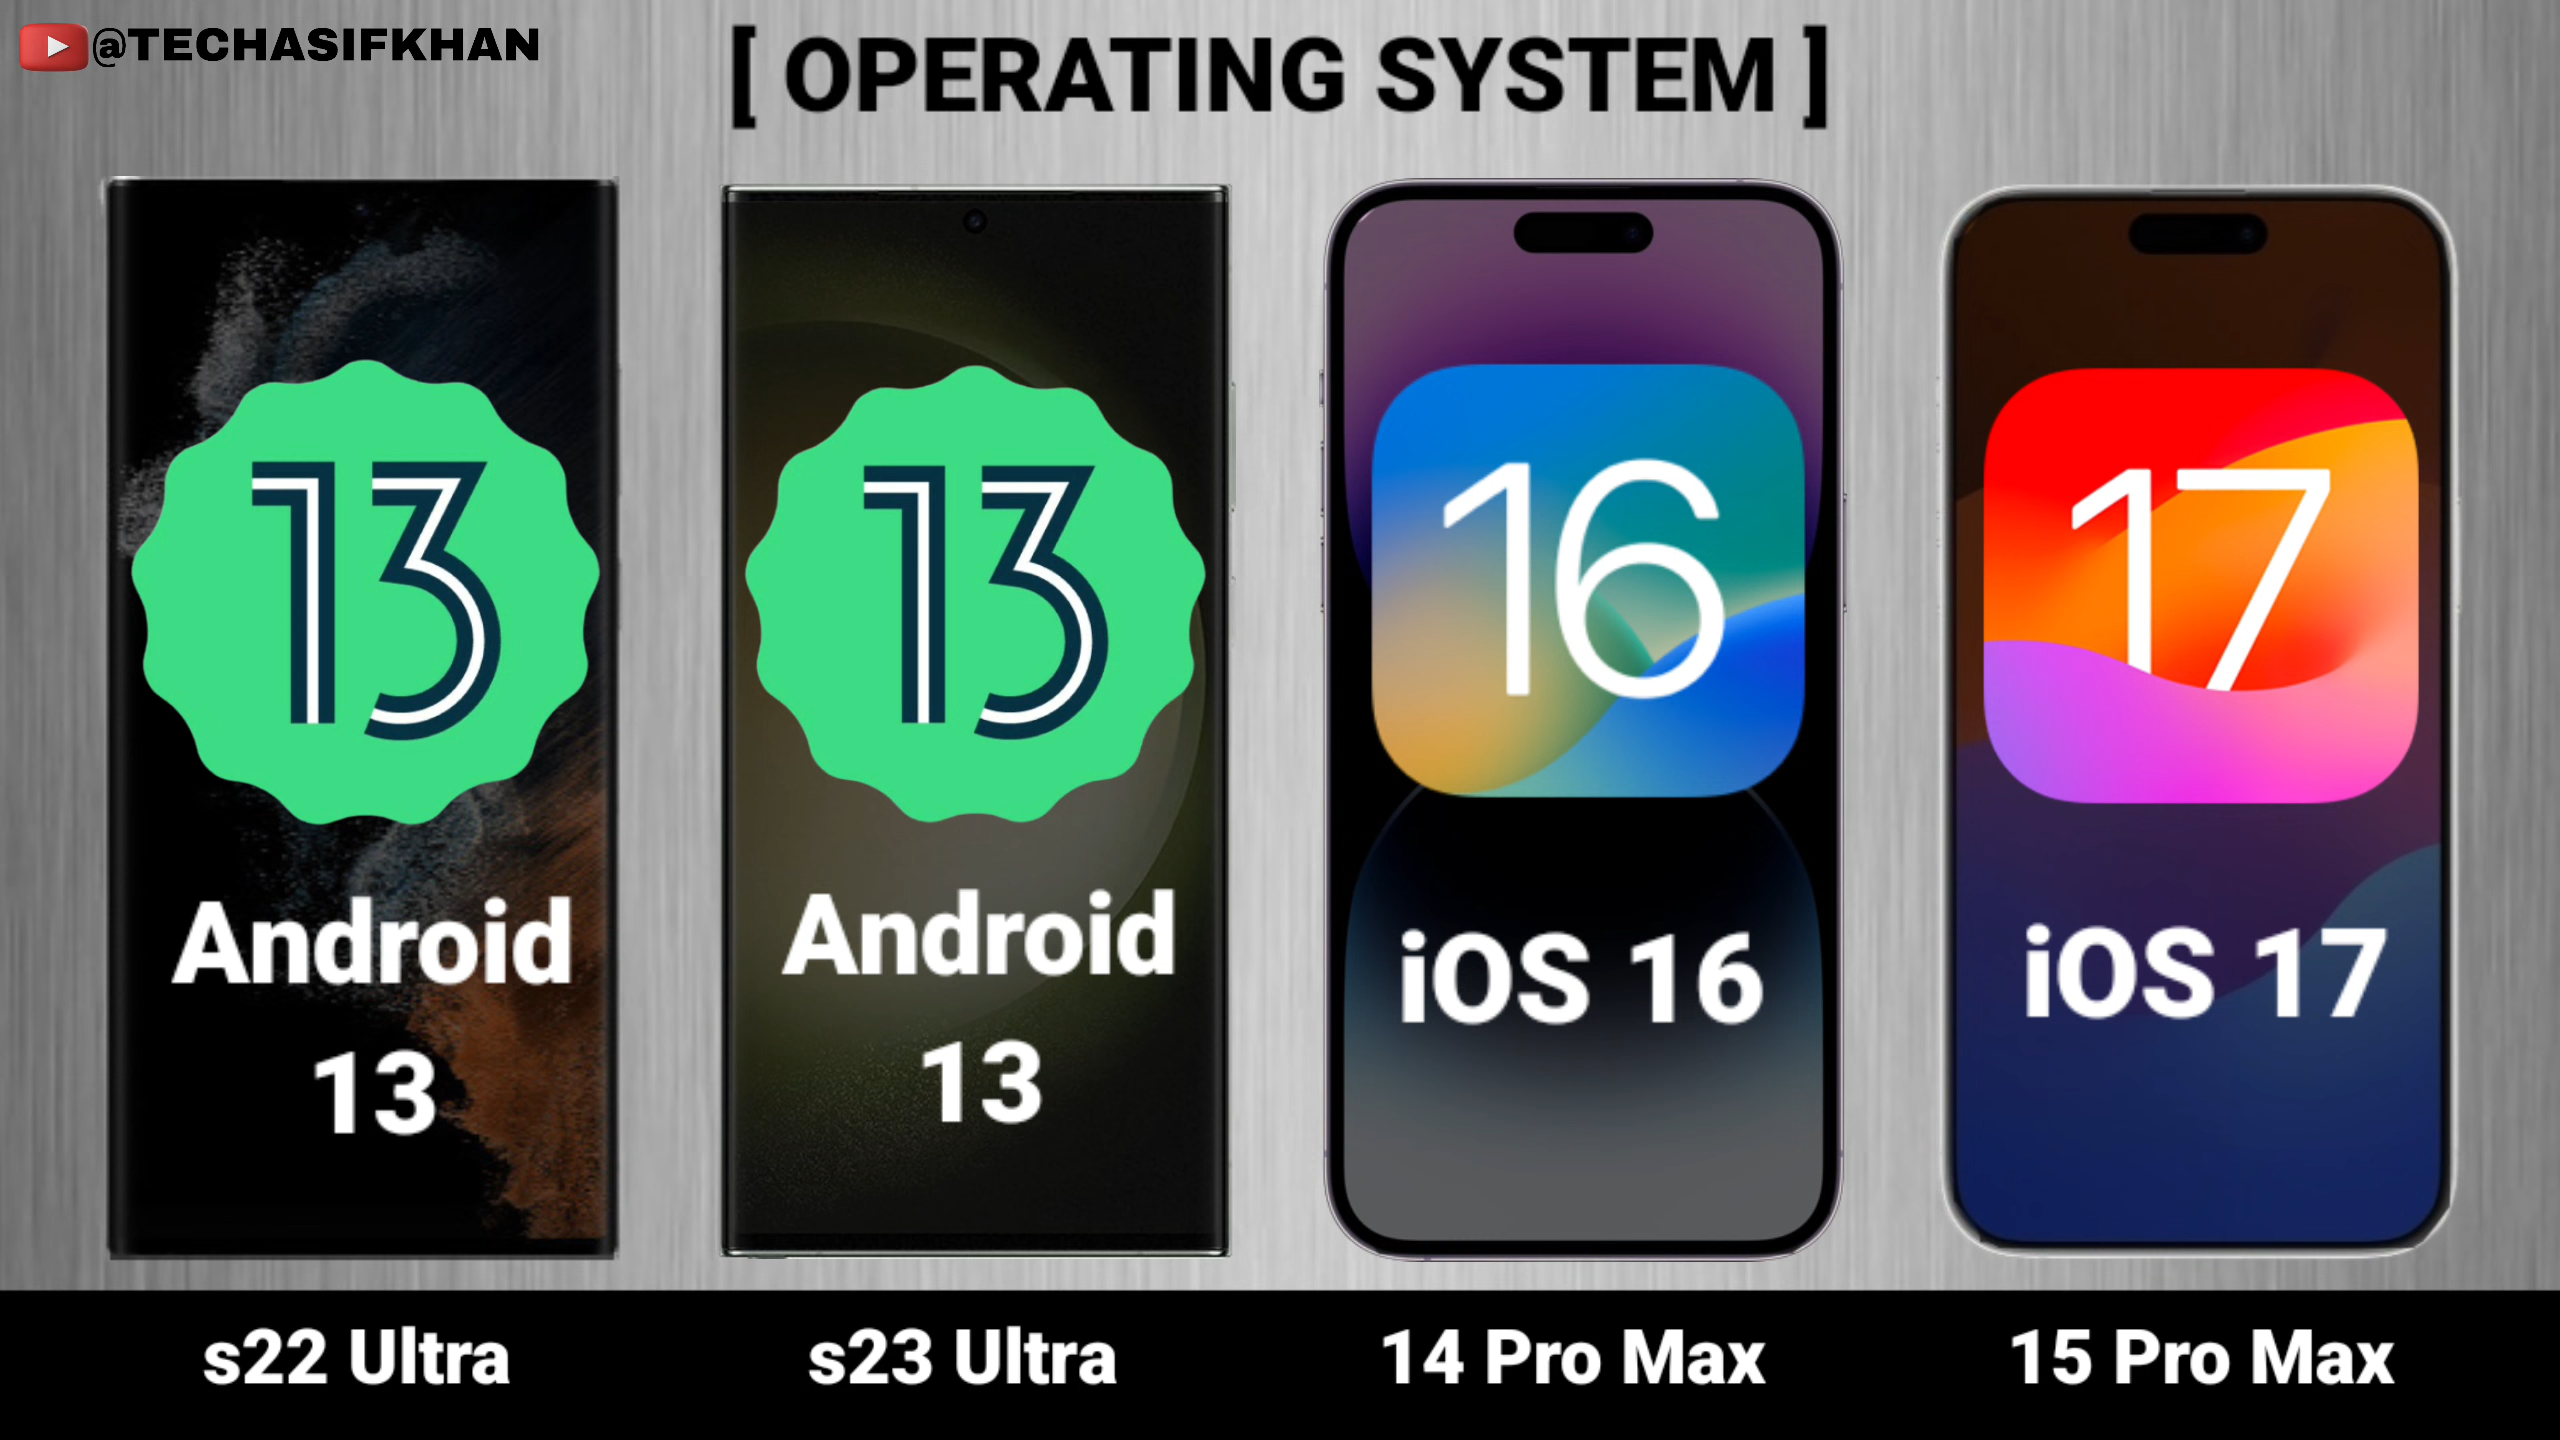 @TECHASIFKHAN
[ OPERATING SYSTEM ]
13
13
16
17
Android
13
Android
13
iOS 16
iOS 17
s22 Ultra
s23 Ultra
14 Pro Max
15 Pro Max